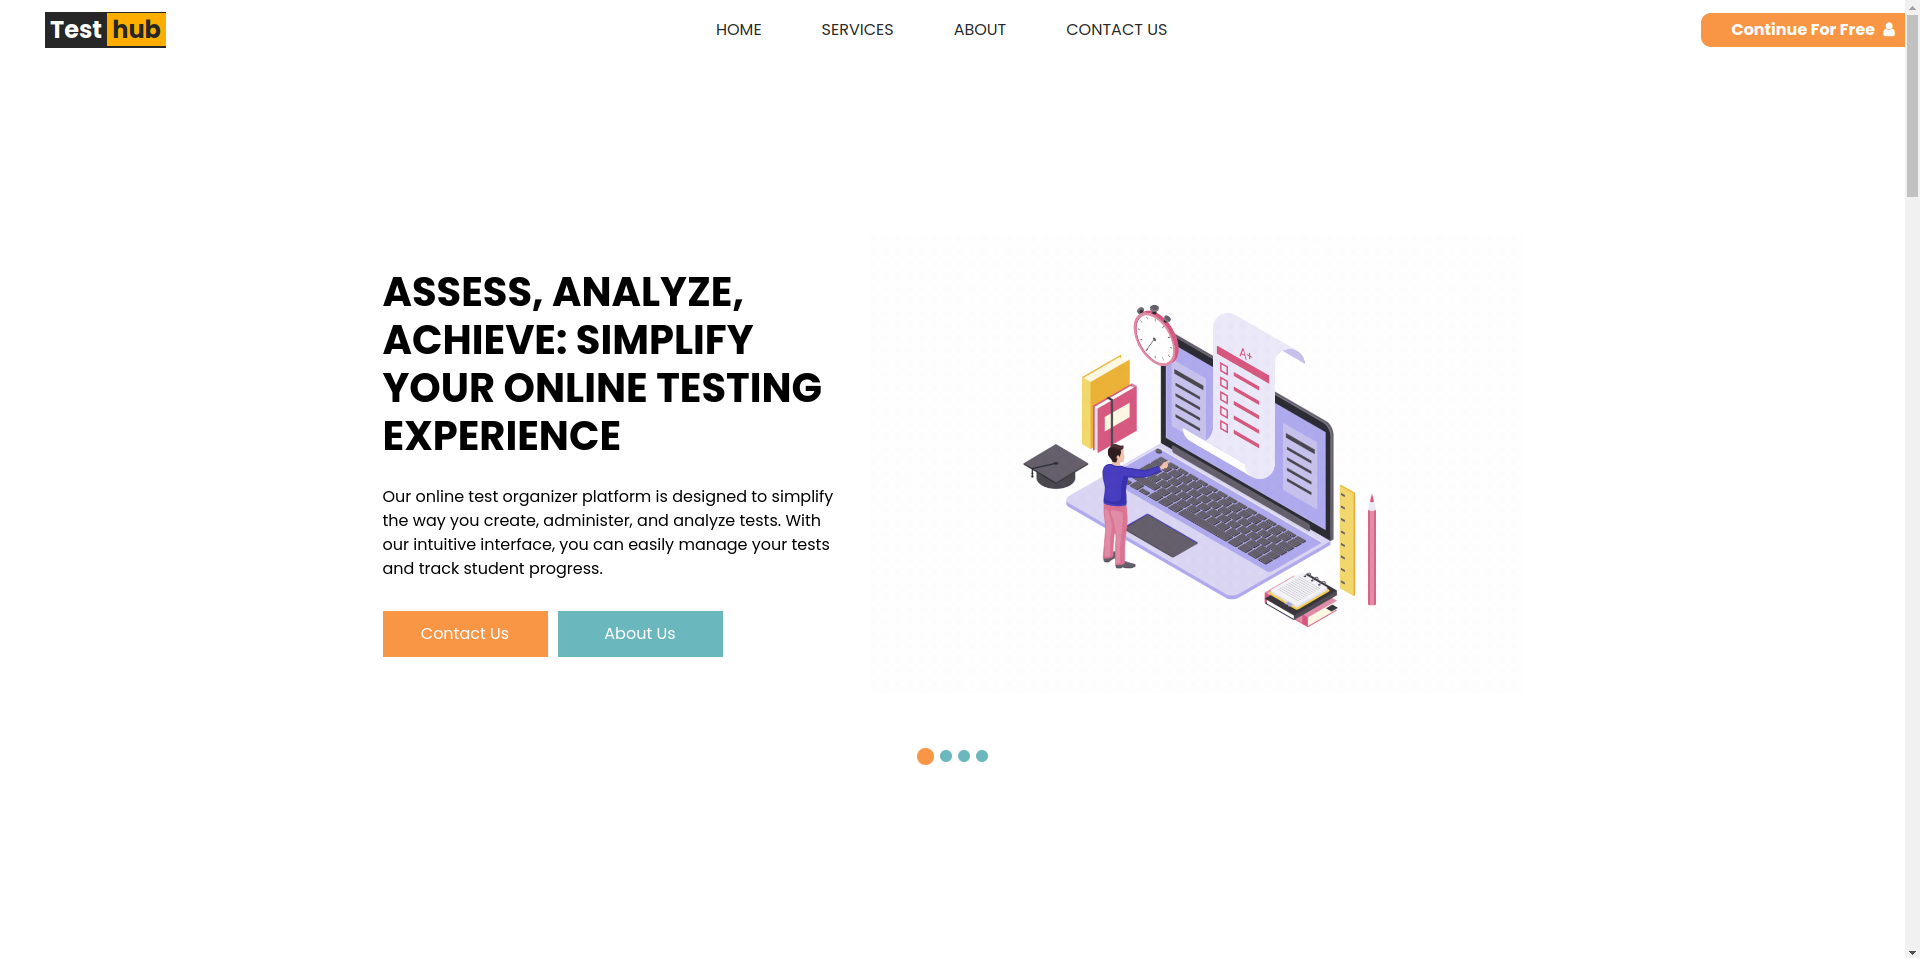 Test hub
HOME
SERVICES
ABOUT
CONTACT US
Continue For Free
ASSESS, ANALYZE,
ACHIEVE: SIMPLIFY
YOUR ONLINE TESTING
EXPERIENCE
A+
Our online test organizer platform is designed to simplify
the way you create, administer, and analyze tests. With
our intuitive interface, you can easily manage your tests
and track student progress.
Contact Us
About Us